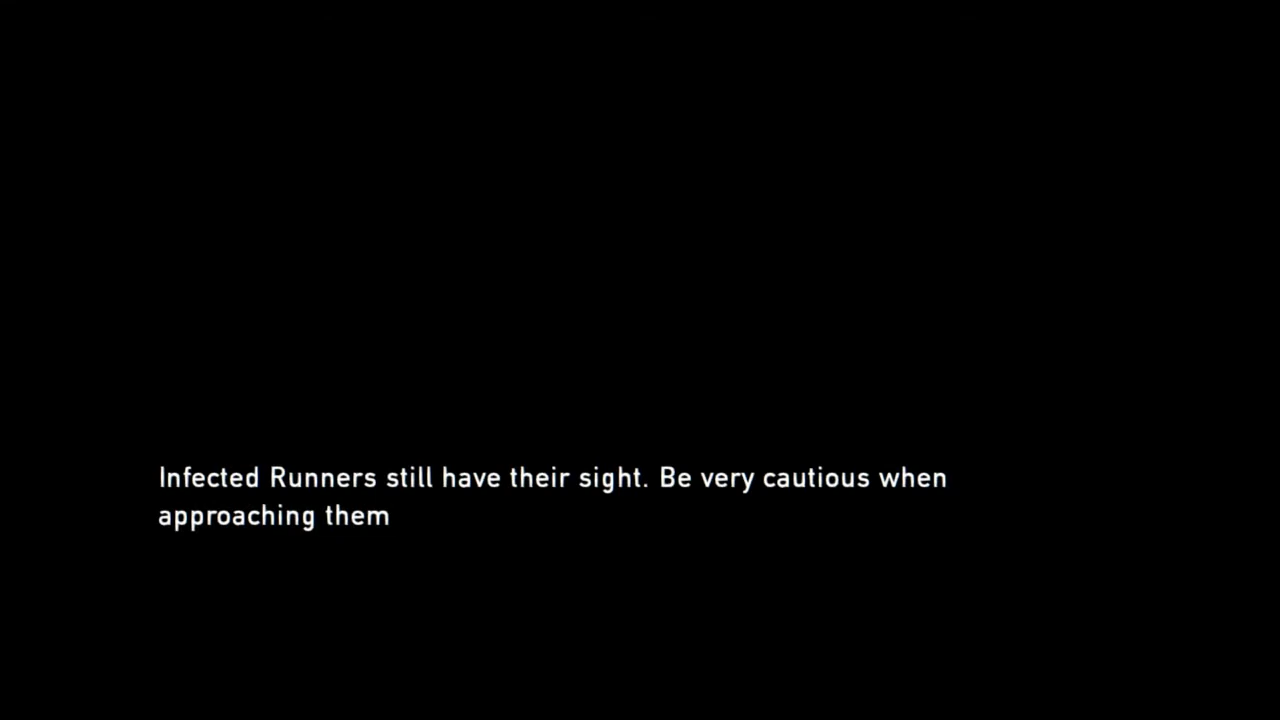 Infected Runners still have their sight. Be very cautious when
approaching them